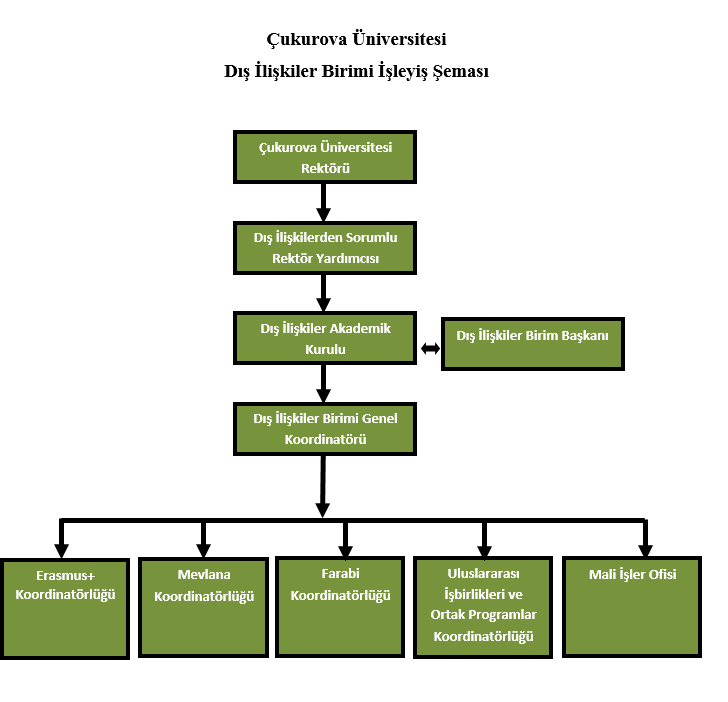 Çukurova Üniversitesi
Dış İlişkiler Birimi İşleyiş Şeması
Çukurova Üniversitesi
Rektörü
Dış İlişkilerden Sorumlu
Rektör Yardımcısı
Dış İlişkiler Akademik
Kurulu
Dış İlişkiler Birim Başkanı
Dış İlişkiler Birimi Genel
Koordinatörü
Erasmus+
Koordinatörlüğü
Mevlana
Koordinatörlüğü
Farabi
Koordinatörlüğü
Uluslararası
İşbirlikleri ve
Ortak Programlar
Koordinatörlüğü
Mali İşler Ofisi